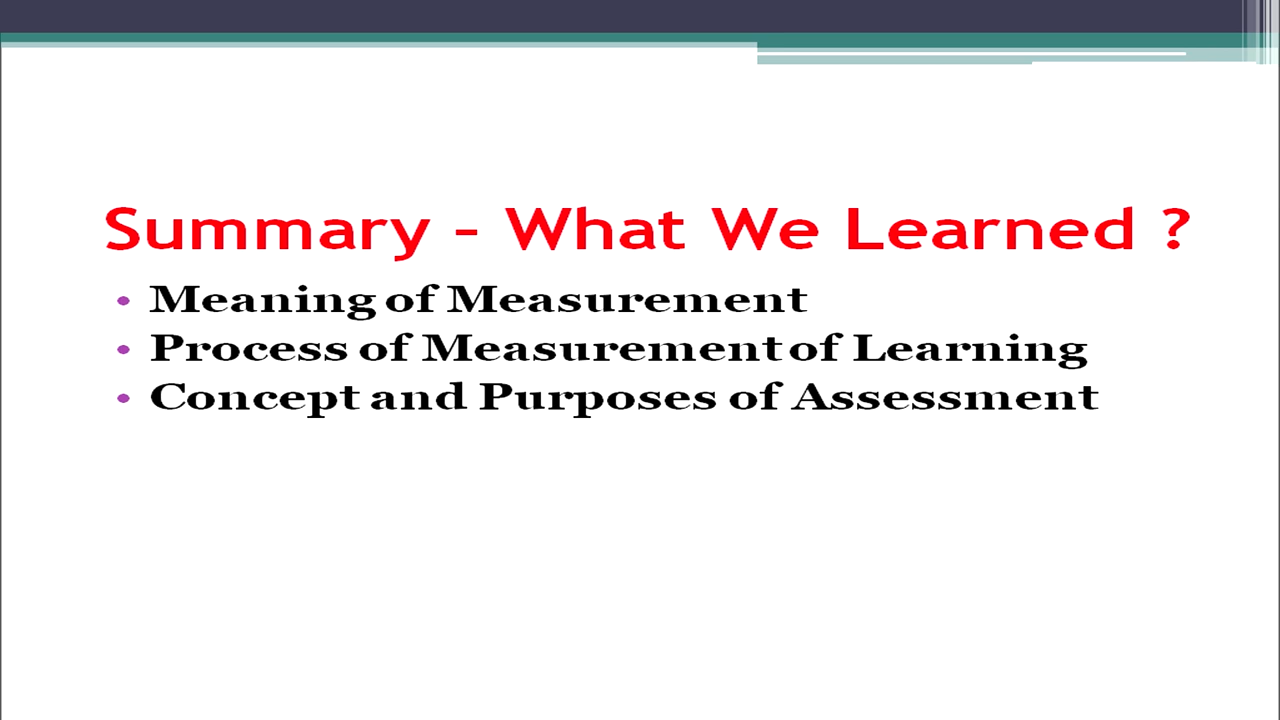 Summary - What We Learned ?
• Meaning of Measurement
• Process of Measurement of Learning
• Concept and Purposes of Assessment